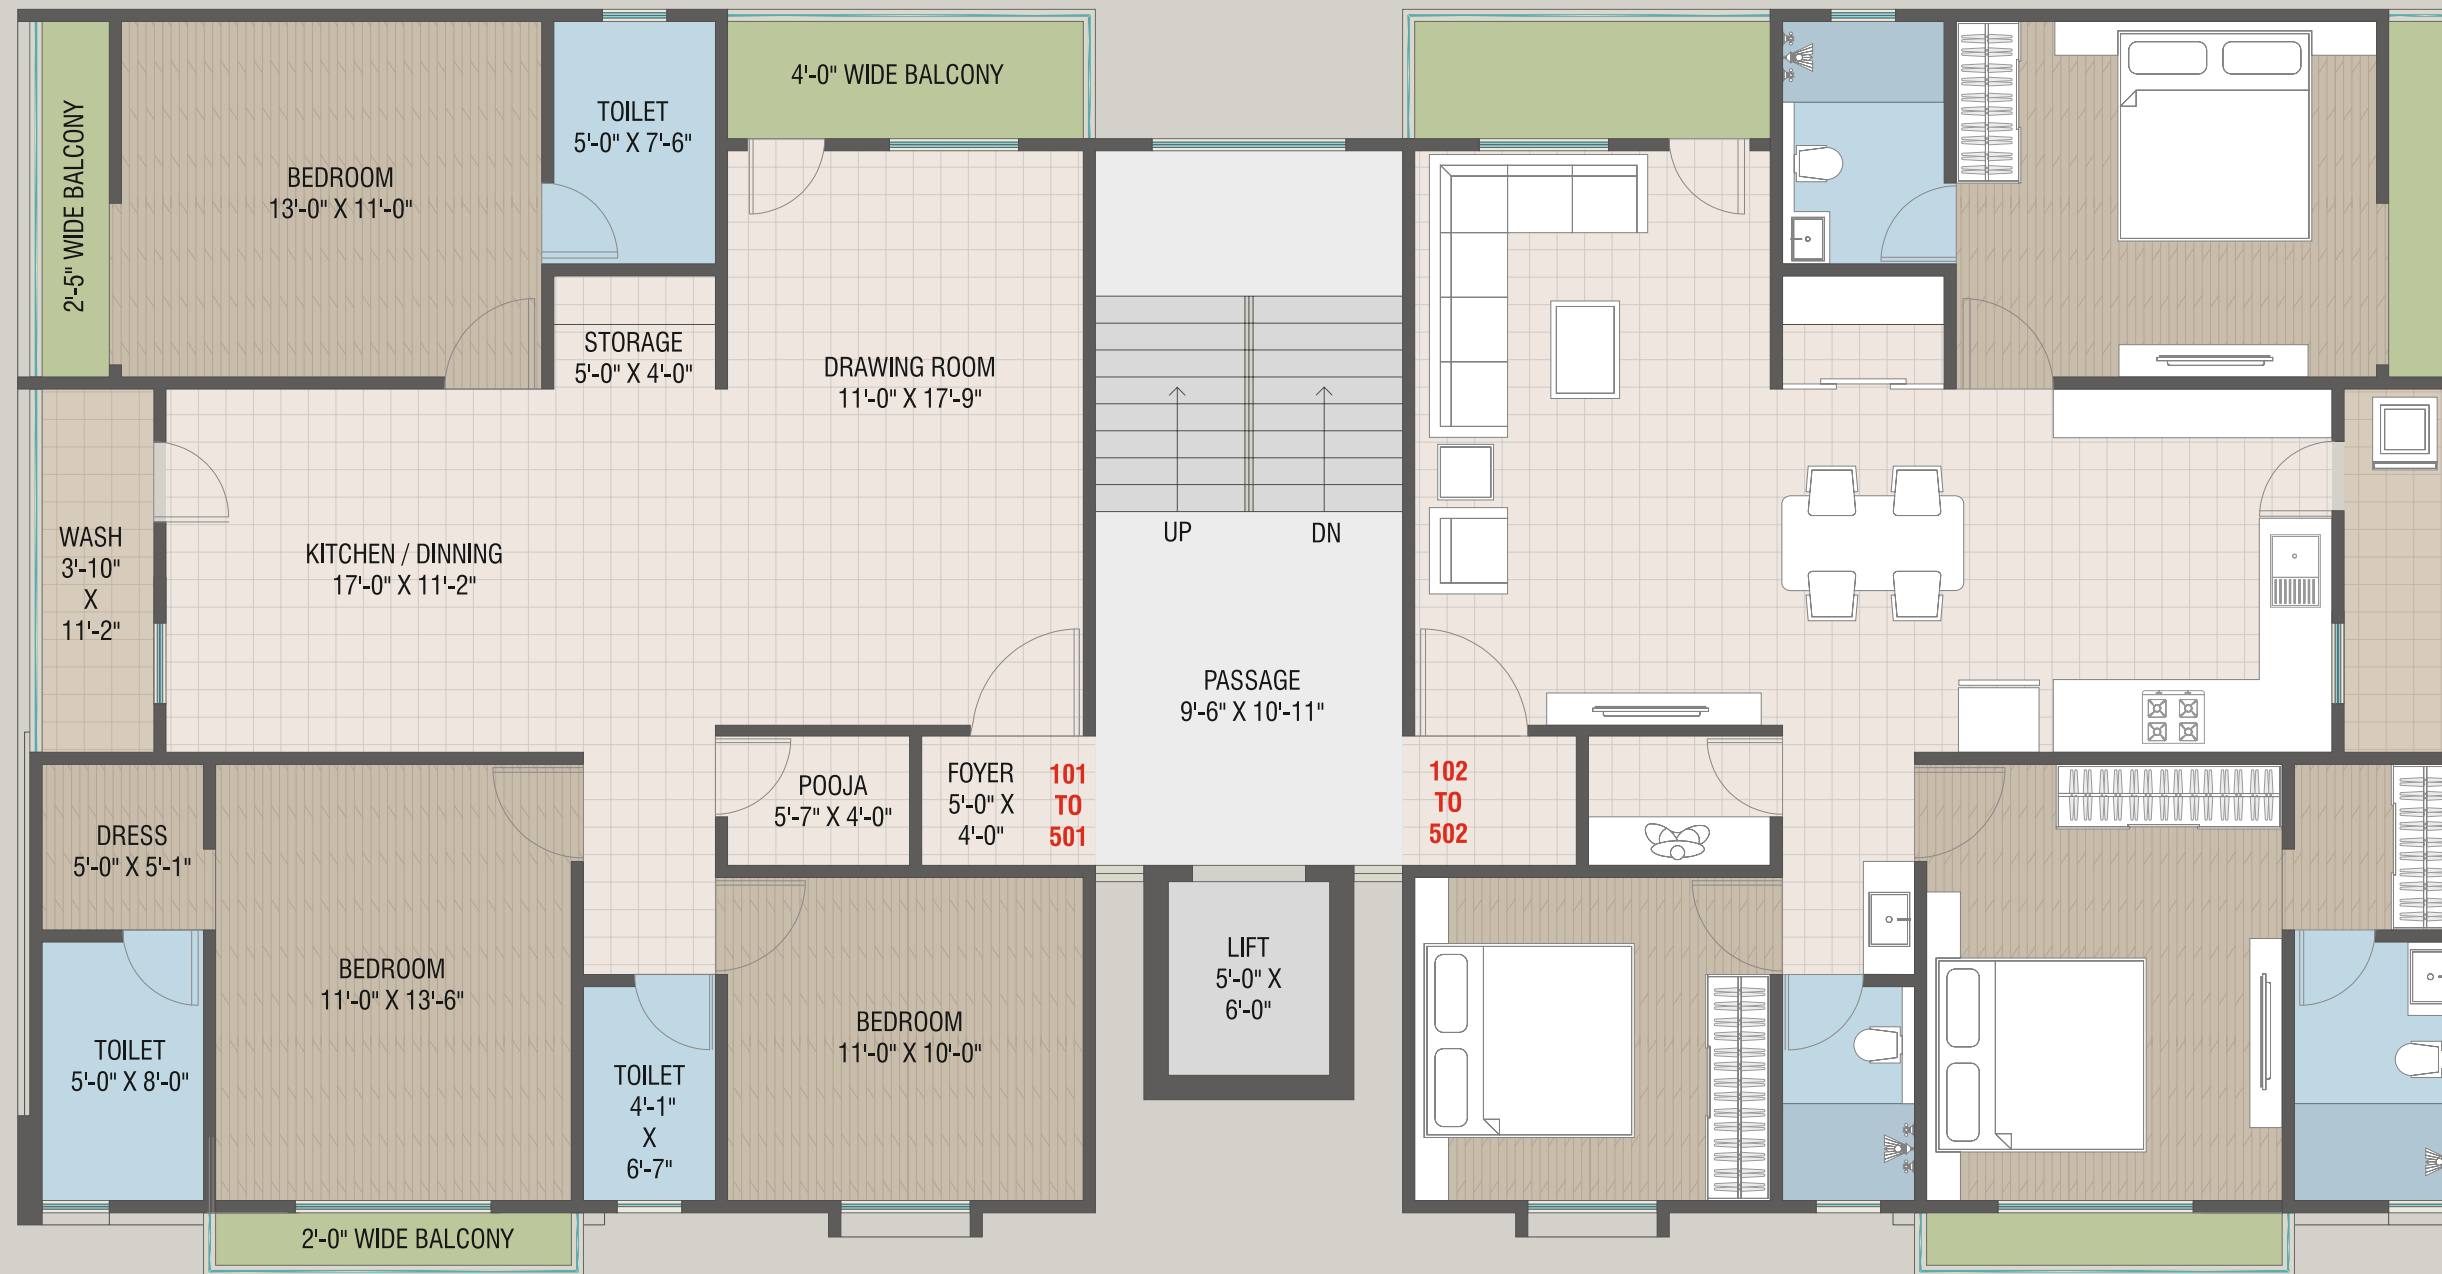 2'-5" WIDE BALCONY
BEDROOM
13'-0" X 11'-0"
TOILET
5'-0" X 7'-6"
4'-0" WIDE BALCONY
STORAGE
5'-0" X 4'-0"
DRAWING ROOM
11'-0" X 17'-9"
WASH
3'-10"
X
11'-2"
KITCHEN / DINNING
17'-0" X 11'-2"
UP
DN
PASSAGE
9'-6" X 10'-11"
DRESS
5'-0" X 5'-1"
POOJA
5'-7" X 4'-0"
FOYER
5'-0" X
4'-0"
101
TO
501
102
TO
502
TOILET
5'-0" X 8'-0"
BEDROOM
11'-0" X 13'-6"
TOILET
4'-1"
X
6'-7"
BEDROOM
11'-0" X 10'-0"
LIFT
5'-0" X
6'-0"
2'-0" WIDE BALCONY